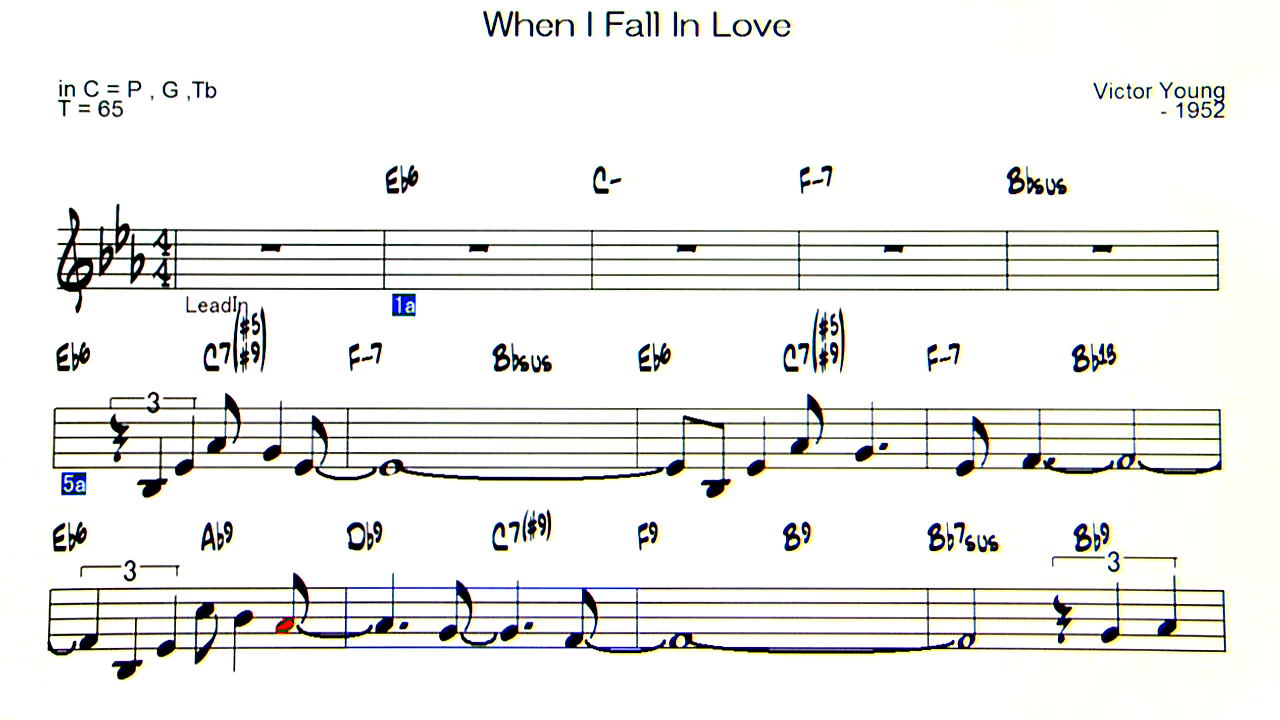 When I Fall In Love
in C = P , G ,Tb
T = 65
Victor Young
- 1952
Eb6 C- F-7 Bbsus
4
4
LeadIn 1a
Eb6 C7(#5 #9) F-7 Bbsus Eb6 C7(#5 #9) F-7 Bb13
3
5a
Eb6 Ab9 Db9 C7(#9) F9 B9 Bb7sus Bb9
3 3